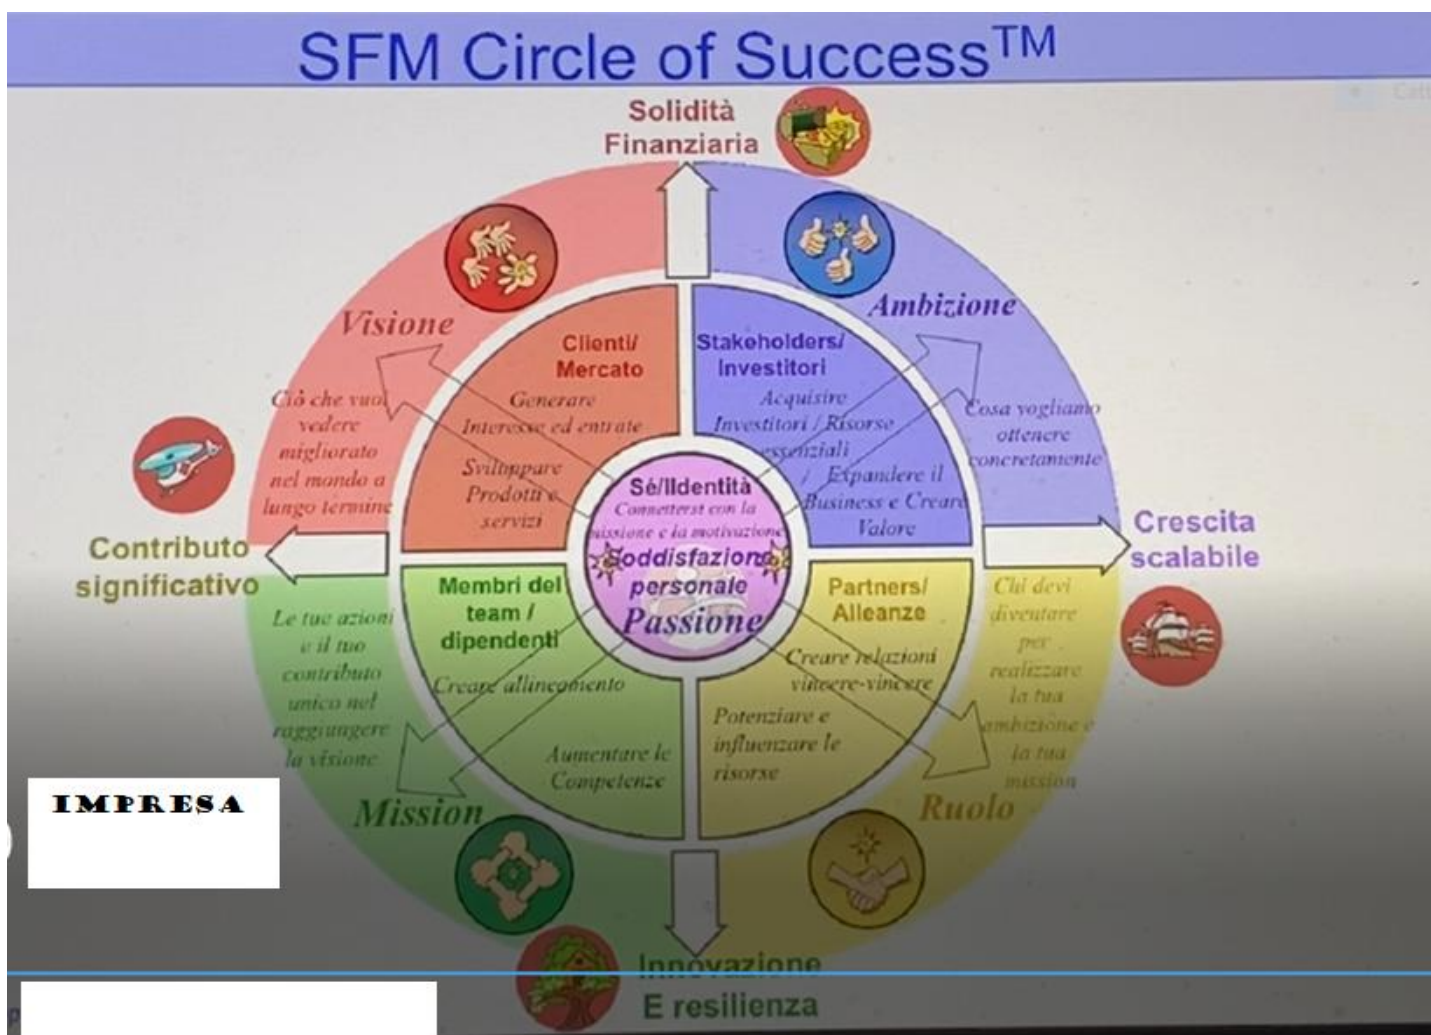 SFM Circle of Success™
Solidità
Finanziaria
Visione
Ambizione
Clienti/
Mercato
Generare
Interesse ed entrate
Sviluppare
Prodotti e
servizi
Stakeholders/
Investitori
Acquisire
Investitori / Risorse
essenziali
/ Expandere il
Business e Creare
Valore
Ciò che vuoi
vedere
migliorato
nel mondo a
lungo termine
Cosa vogliamo
ottenere
concretamente
Contributo
significativo
Crescita
scalabile
Sé/IIdentità
Connettersi con la
missione e la motivazione
Soddisfazione
personale
Passione
Membri del
team /
dipendenti
Creare allineamento
Aumentare le
Competenze
Partners/
Alleanze
Creare relazioni
vincere-vincere
Potenziare e
influenzare le
risorse
Le tue azioni
e il tuo
contributo
unico nel
raggiungere
la visione
Chi devi
diventare
per
realizzare
la tua
ambizione e
la tua
mission
Mission
Ruolo
IMPRESA
Innovazione
E resilienza